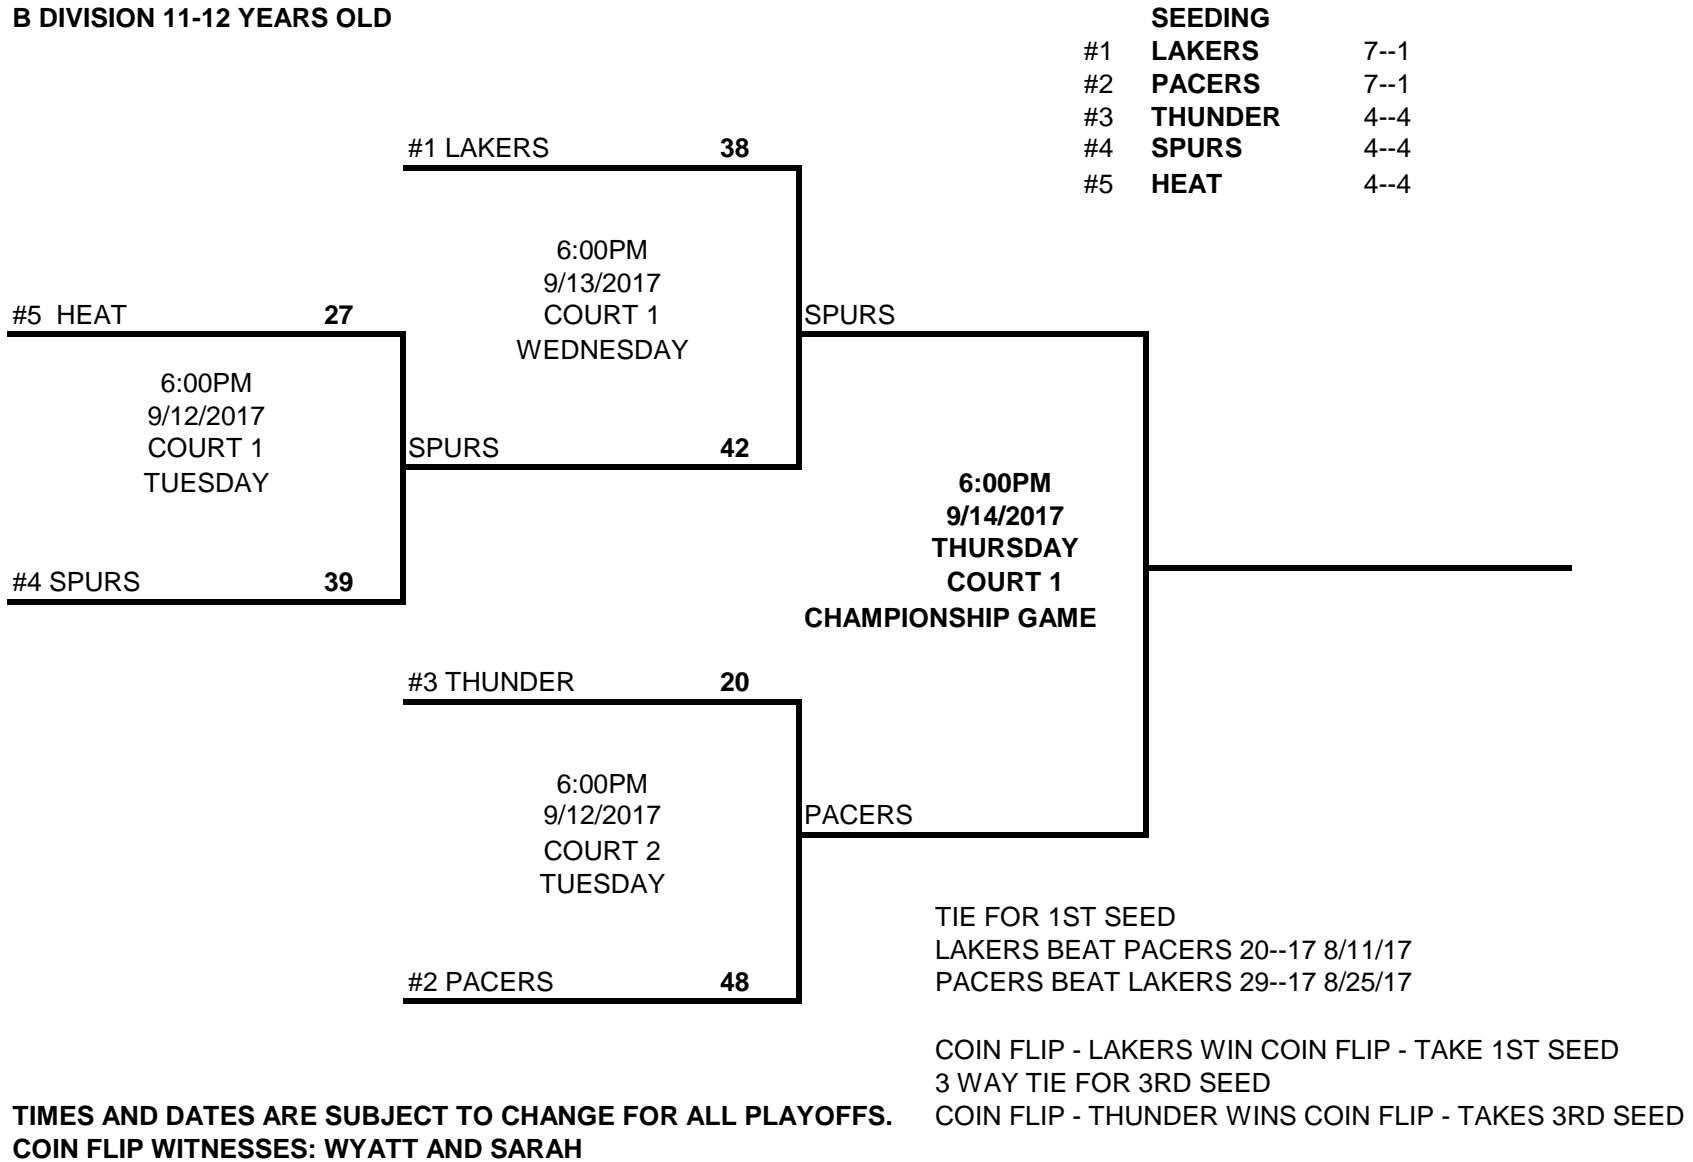 B DIVISION 11-12 YEARS OLD
SEEDING
#1 LAKERS 7--1
#2 PACERS 7--1
#3 THUNDER 4--4
#4 SPURS 4--4
#5 HEAT 4--4
#1 LAKERS 38
6:00PM
9/13/2017
COURT 1
WEDNESDAY
#5 HEAT 27
SPURS
6:00PM
9/12/2017
COURT 1
TUESDAY
SPURS 42
#4 SPURS 39
6:00PM
9/14/2017
THURSDAY
COURT 1
CHAMPIONSHIP GAME
#3 THUNDER 20
6:00PM
9/12/2017
COURT 2
TUESDAY
PACERS
#2 PACERS 48
TIE FOR 1ST SEED
LAKERS BEAT PACERS 20--17 8/11/17
PACERS BEAT LAKERS 29--17 8/25/17
COIN FLIP - LAKERS WIN COIN FLIP - TAKE 1ST SEED
3 WAY TIE FOR 3RD SEED
COIN FLIP - THUNDER WINS COIN FLIP - TAKES 3RD SEED
TIMES AND DATES ARE SUBJECT TO CHANGE FOR ALL PLAYOFFS.
COIN FLIP WITNESSES: WYATT AND SARAH